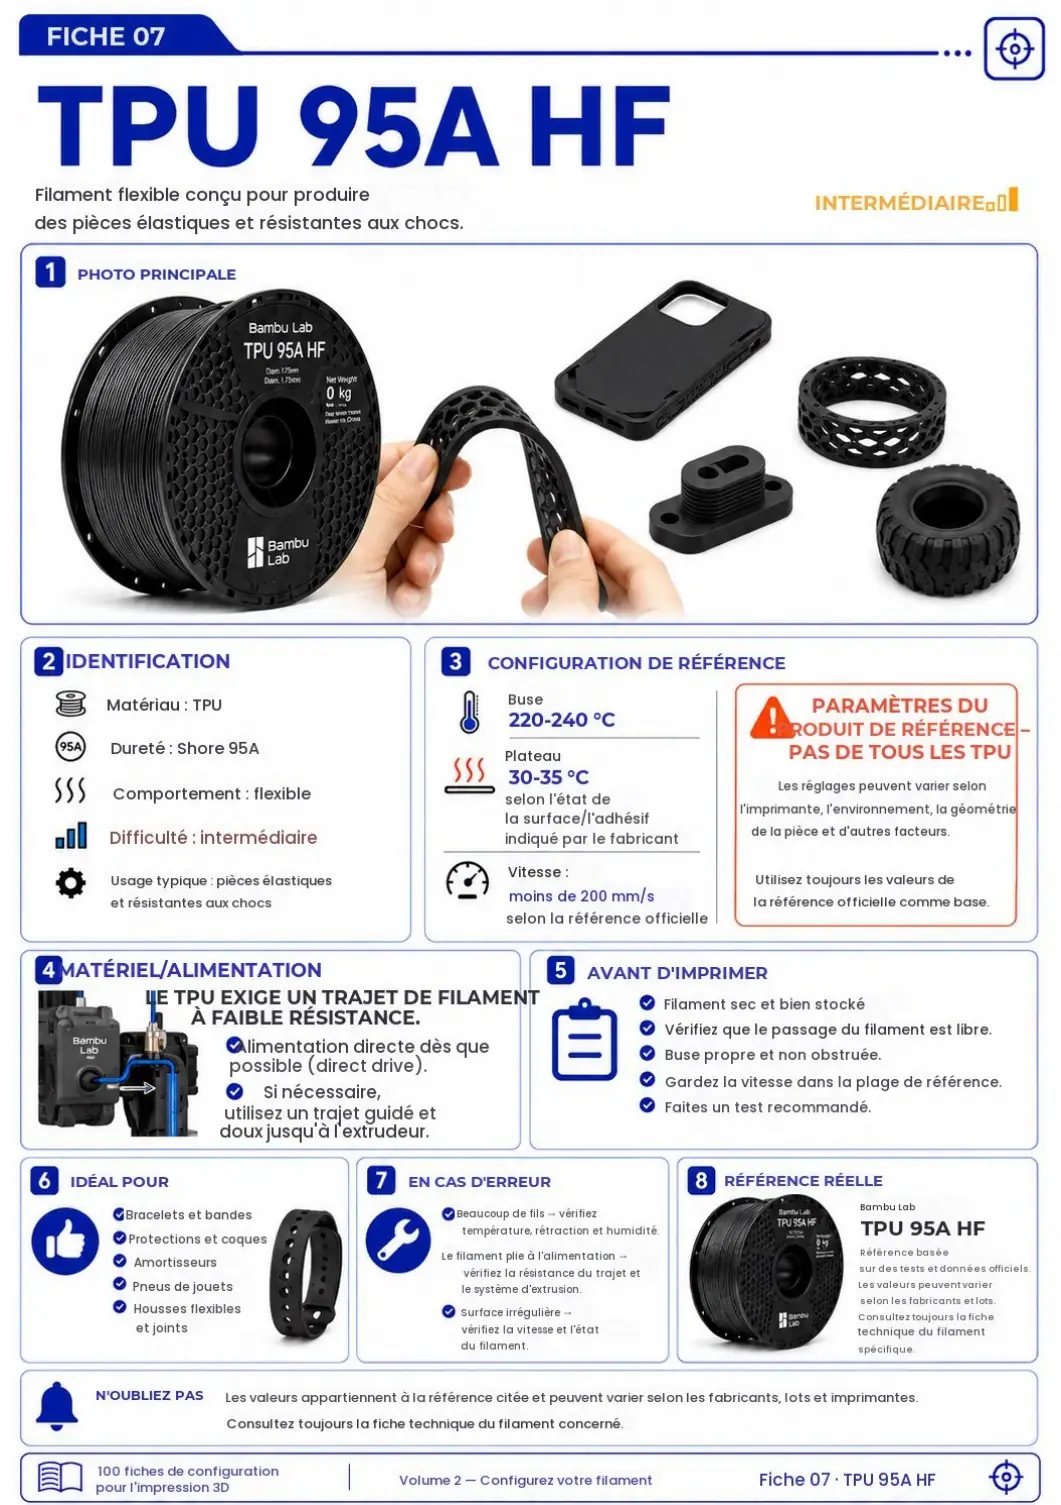 FICHE 07
TPU 95A HF
Filament flexible conçu pour produire
des pièces élastiques et résistantes aux chocs.
INTERMÉDIAIRE
1 PHOTO PRINCIPALE
Bambu Lab
TPU 95A HF
Diam. 1.75mm
Diam. 1.75mm
Net Weight
0 kg
Bambu
Lab
2 IDENTIFICATION
Matériau : TPU
95A
Dureté : Shore 95A
Comportement : flexible
Difficulté : intermédiaire
Usage typique : pièces élastiques
et résistantes aux chocs
3 CONFIGURATION DE RÉFÉRENCE
Buse
220-240 °C
Plateau
30-35 °C
selon l'état de
la surface/l'adhésif
indiqué par le fabricant
Vitesse :
moins de 200 mm/s
selon la référence officielle
PARAMÈTRES DU
PRODUIT DE RÉFÉRENCE –
PAS DE TOUS LES TPU
Les réglages peuvent varier selon
l'imprimante, l'environnement, la géométrie
de la pièce et d'autres facteurs.
Utilisez toujours les valeurs de
la référence officielle comme base.
4 MATÉRIEL/ALIMENTATION
LE TPU EXIGE UN TRAJET DE FILAMENT
À FAIBLE RÉSISTANCE.
Bambu
Lab
Alimentation directe dès que
possible (direct drive).
Si nécessaire,
utilisez un trajet guidé et
doux jusqu'à l'extrudeur.
5 AVANT D'IMPRIMER
Filament sec et bien stocké
Vérifiez que le passage du filament est libre.
Buse propre et non obstruée.
Gardez la vitesse dans la plage de référence.
Faites un test recommandé.
6 IDÉAL POUR
Bracelets et bandes
Protections et coques
Amortisseurs
Pneus de jouets
Housses flexibles
et joints
7 EN CAS D'ERREUR
Beaucoup de fils → vérifiez
température, rétraction et humidité.
Le filament plie à l'alimentation →
vérifiez la résistance du trajet et
le système d'extrusion.
Surface irrégulière →
vérifiez la vitesse et l'état
du filament.
8 RÉFÉRENCE RÉELLE
Bambu Lab
TPU 95A HF
Bambu
Lab
Bambu Lab
TPU 95A HF
Référence basée
sur des tests et données officiels.
Les valeurs peuvent varier
selon les fabricants et lots.
Consultez toujours la fiche
technique du filament
spécifique.
N'OUBLIEZ PAS
Les valeurs appartiennent à la référence citée et peuvent varier selon les fabricants, lots et imprimantes.
Consultez toujours la fiche technique du filament concerné.
100 fiches de configuration
pour l'impression 3D
Volume 2 — Configurez votre filament
Fiche 07 · TPU 95A HF